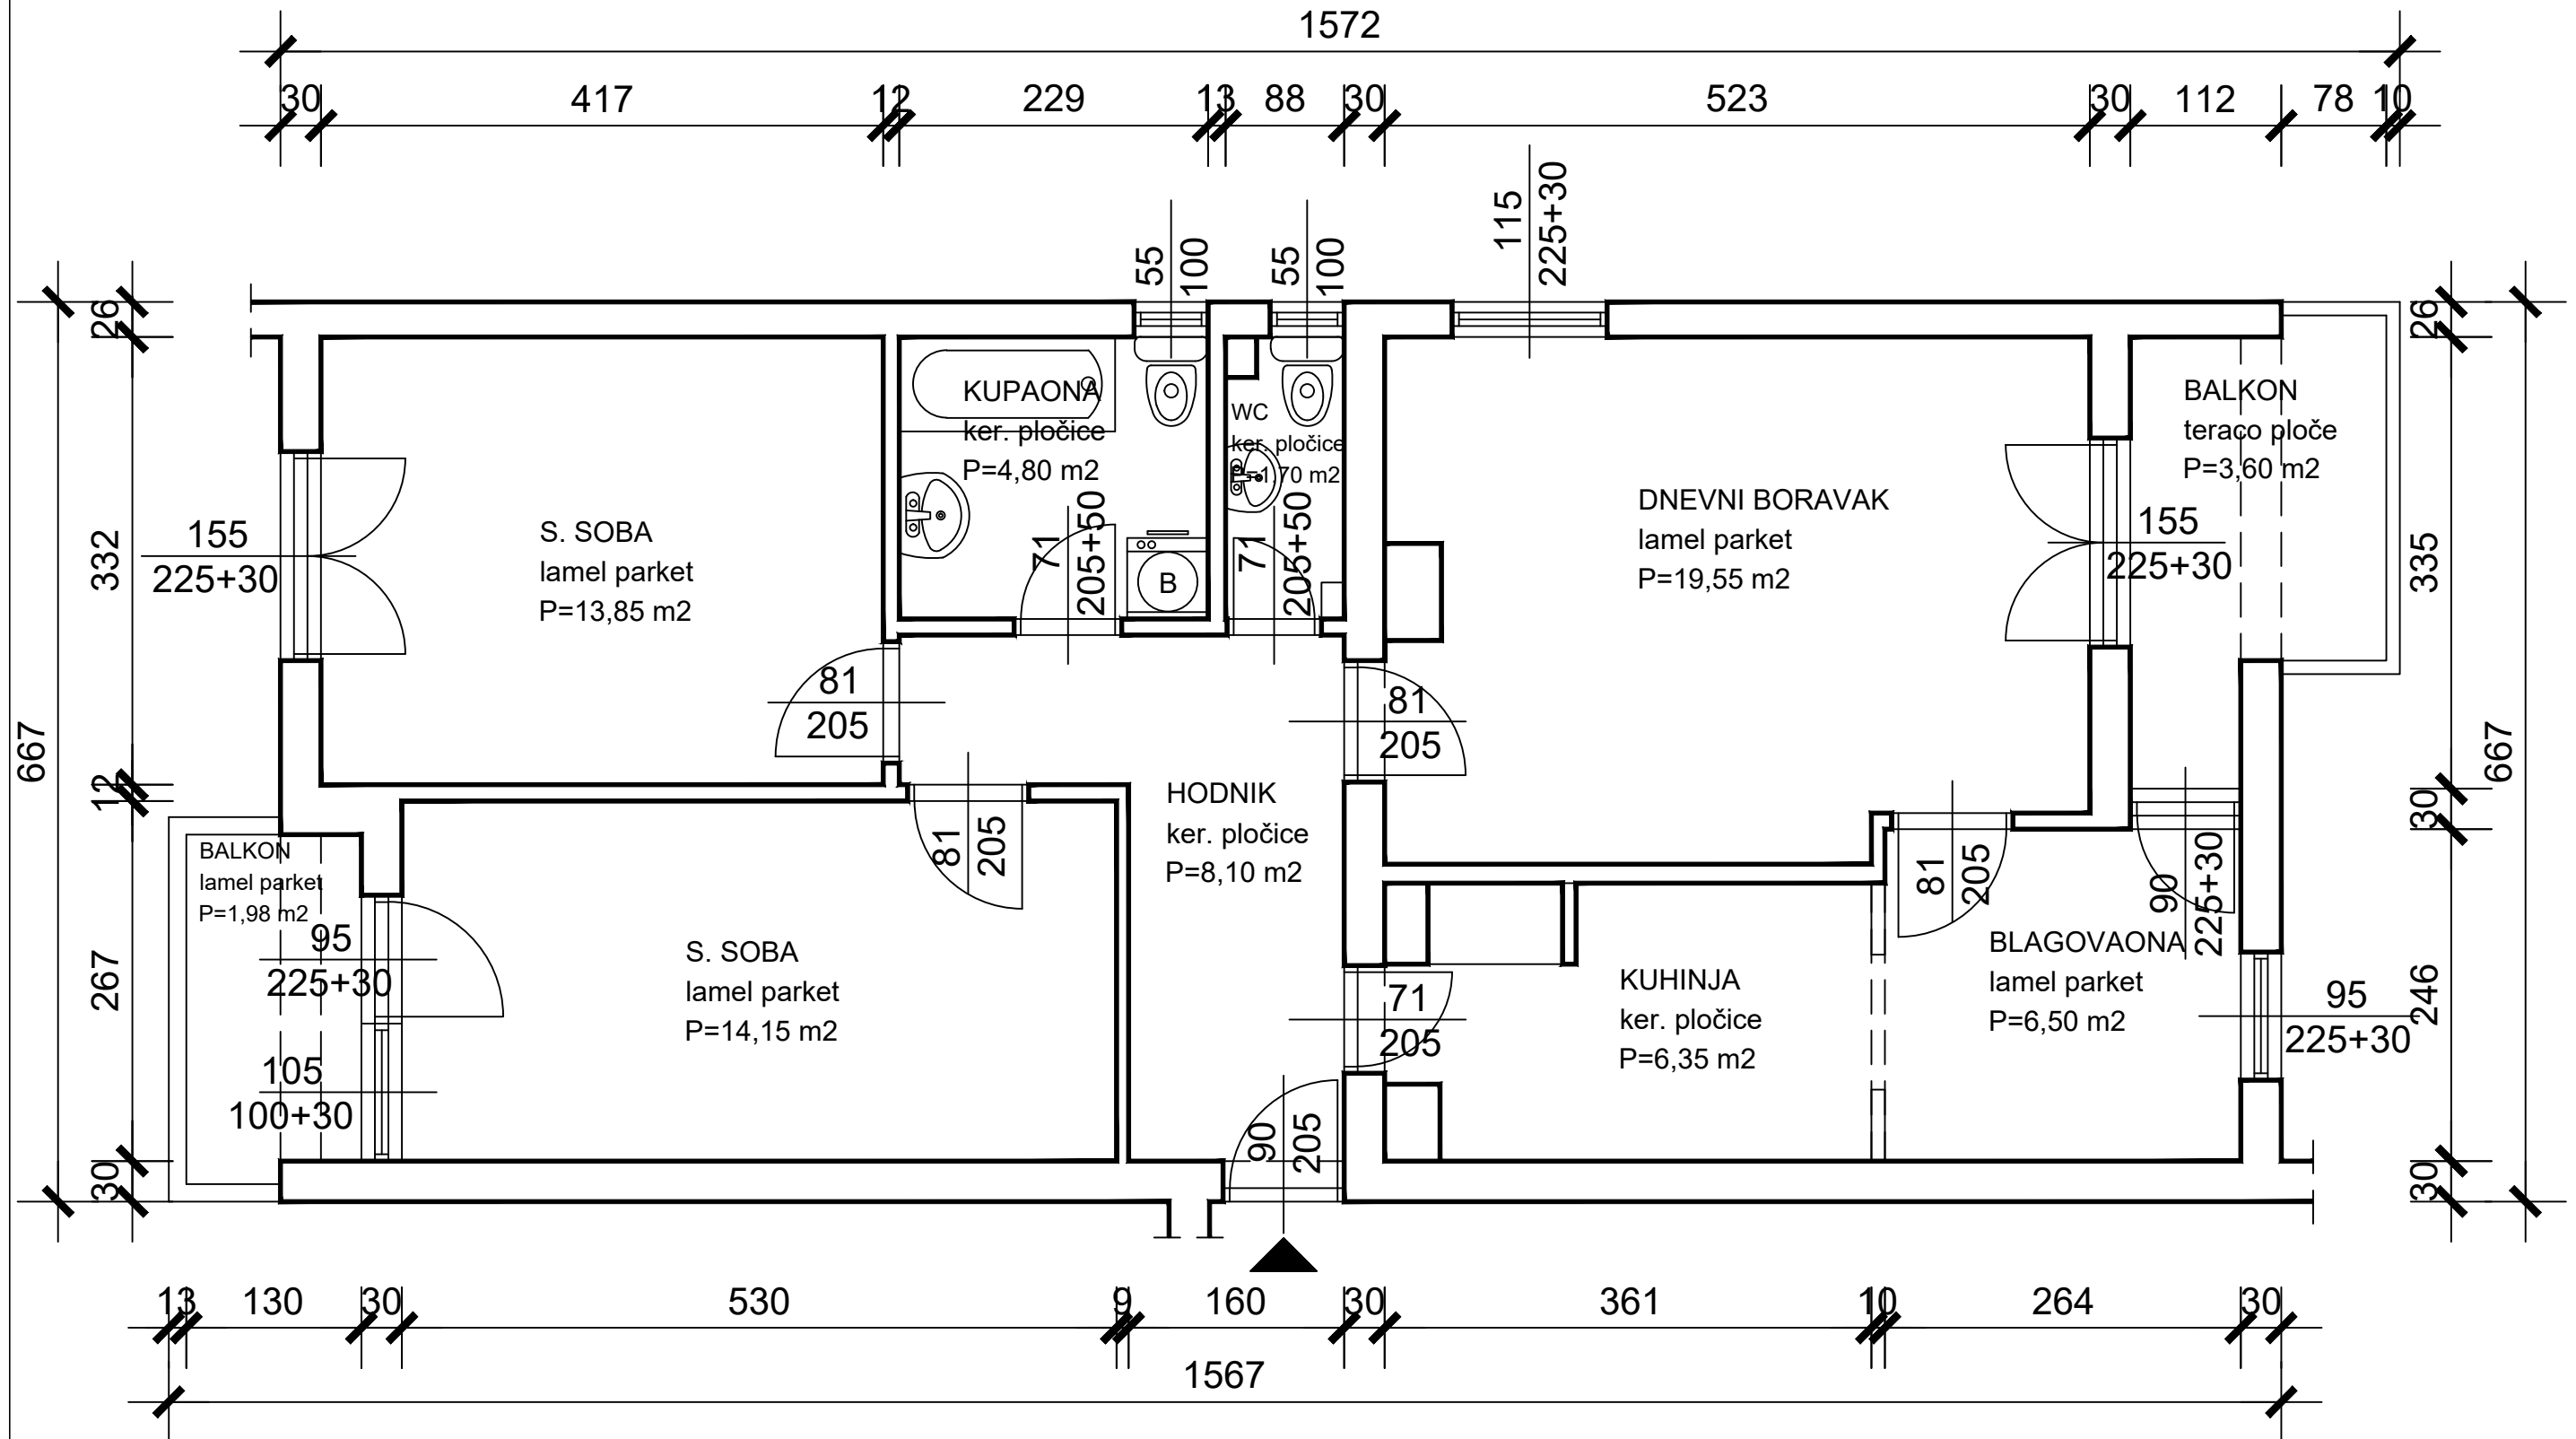 1572
30 417 12 229 13 88 30 523 30 112 78 10
55
100
55
100
115
225+30
26
332
12
267
30
667
26
335
30
246
30
667
KUPAONA
ker. pločice
P=4,80 m2
WC
ker. pločice
P=1,70 m2
BALKON
teraco ploče
P=3,60 m2
S. SOBA
lamel parket
P=13,85 m2
DNEVNI BORAVAK
lamel parket
P=19,55 m2
155
225+30
155
225+30
71
205+50
71
205+50
B
81
205
81
205
HODNIK
ker. pločice
P=8,10 m2
81
205
BALKON
lamel parket
P=1,98 m2
95
225+30
105
100+30
S. SOBA
lamel parket
P=14,15 m2
81
205
90
225+30
BLAGOVAONA
lamel parket
P=6,50 m2
KUHINJA
ker. pločice
P=6,35 m2
71
205
95
225+30
90
205
13 130 30 530 9 160 30 361 10 264 30
1567